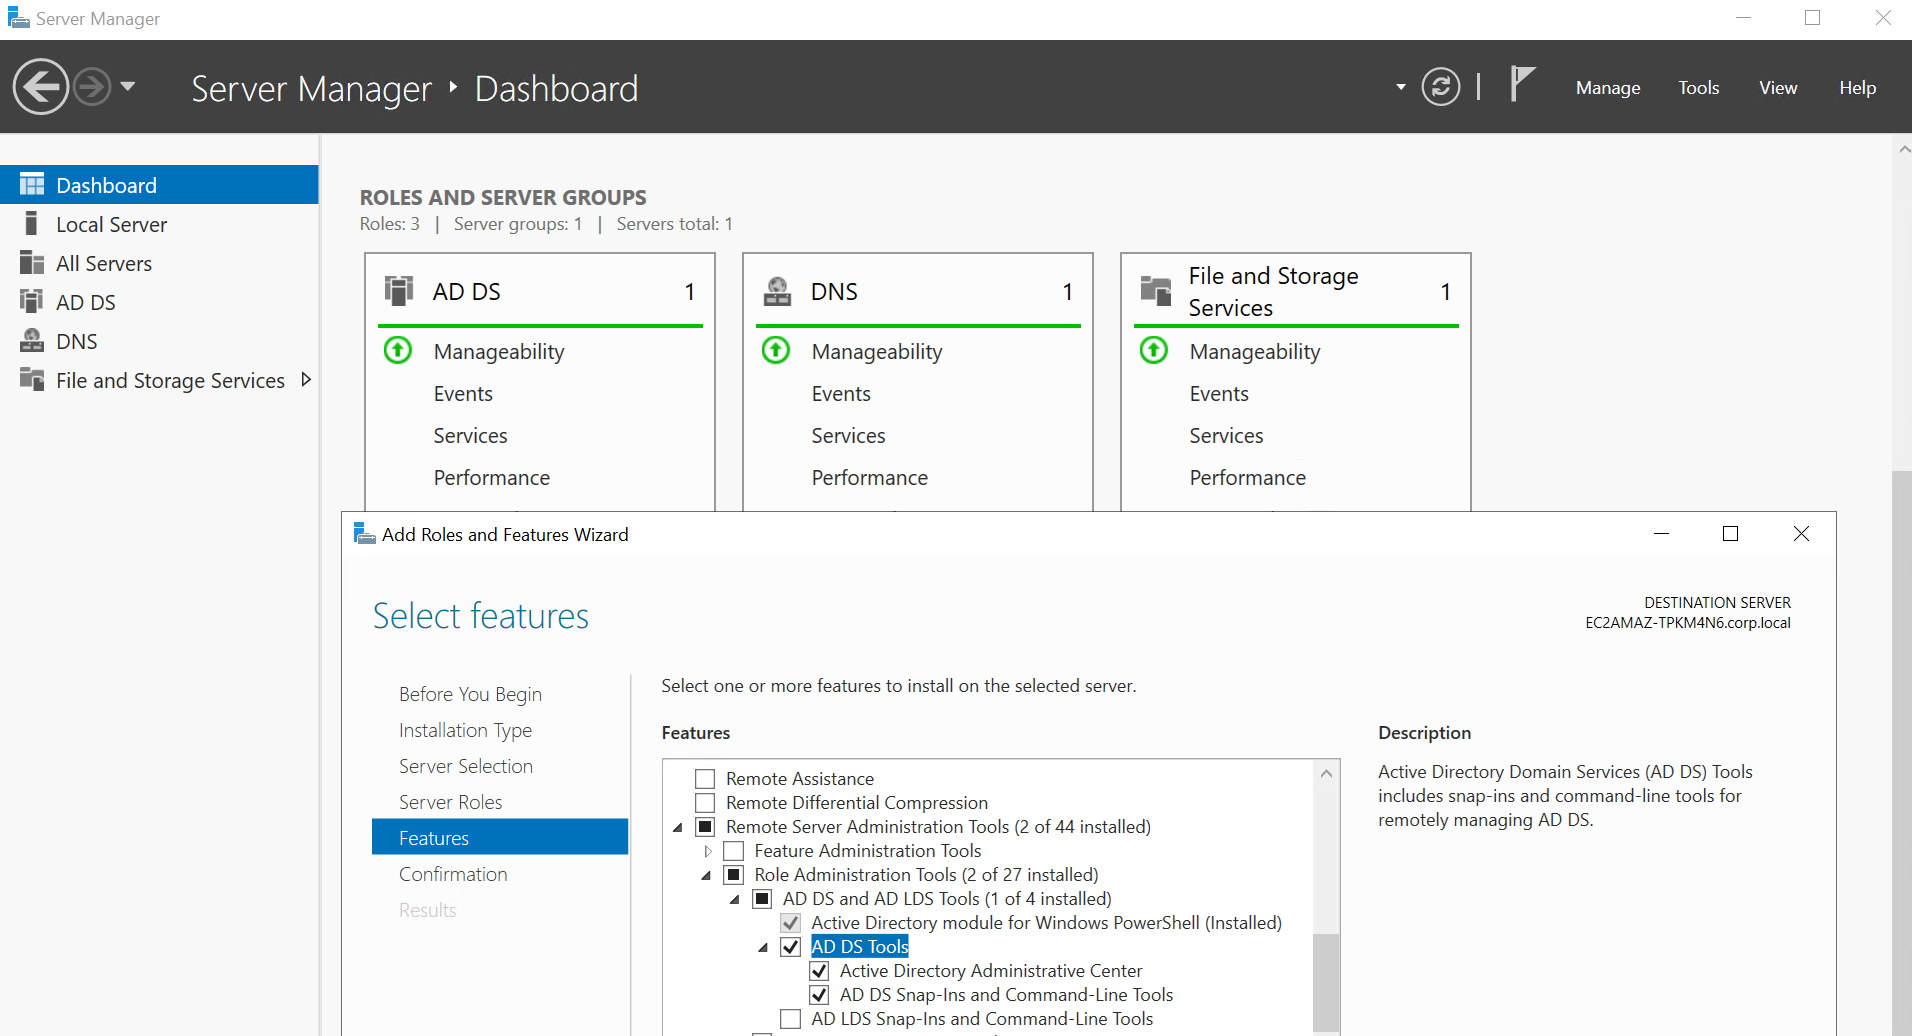 Server Manager
Server Manager ‣ Dashboard
Manage
Tools
View
Help
Dashboard
Local Server
All Servers
AD DS
DNS
File and Storage Services
ROLES AND SERVER GROUPS
Roles: 3 | Server groups: 1 | Servers total: 1
AD DS 1
Manageability
Events
Services
Performance
DNS 1
Manageability
Events
Services
Performance
File and Storage
Services
1
Manageability
Events
Services
Performance
Add Roles and Features Wizard
Select features
DESTINATION SERVER
EC2AMAZ-TPKM4N6.corp.local
Before You Begin
Installation Type
Server Selection
Server Roles
Features
Confirmation
Results
Select one or more features to install on the selected server.
Features
Remote Assistance
Remote Differential Compression
Remote Server Administration Tools (2 of 44 installed)
Feature Administration Tools
Role Administration Tools (2 of 27 installed)
AD DS and AD LDS Tools (1 of 4 installed)
Active Directory module for Windows PowerShell (Installed)
AD DS Tools
Active Directory Administrative Center
AD DS Snap-Ins and Command-Line Tools
AD LDS Snap-Ins and Command-Line Tools
Description
Active Directory Domain Services (AD DS) Tools
includes snap-ins and command-line tools for
remotely managing AD DS.